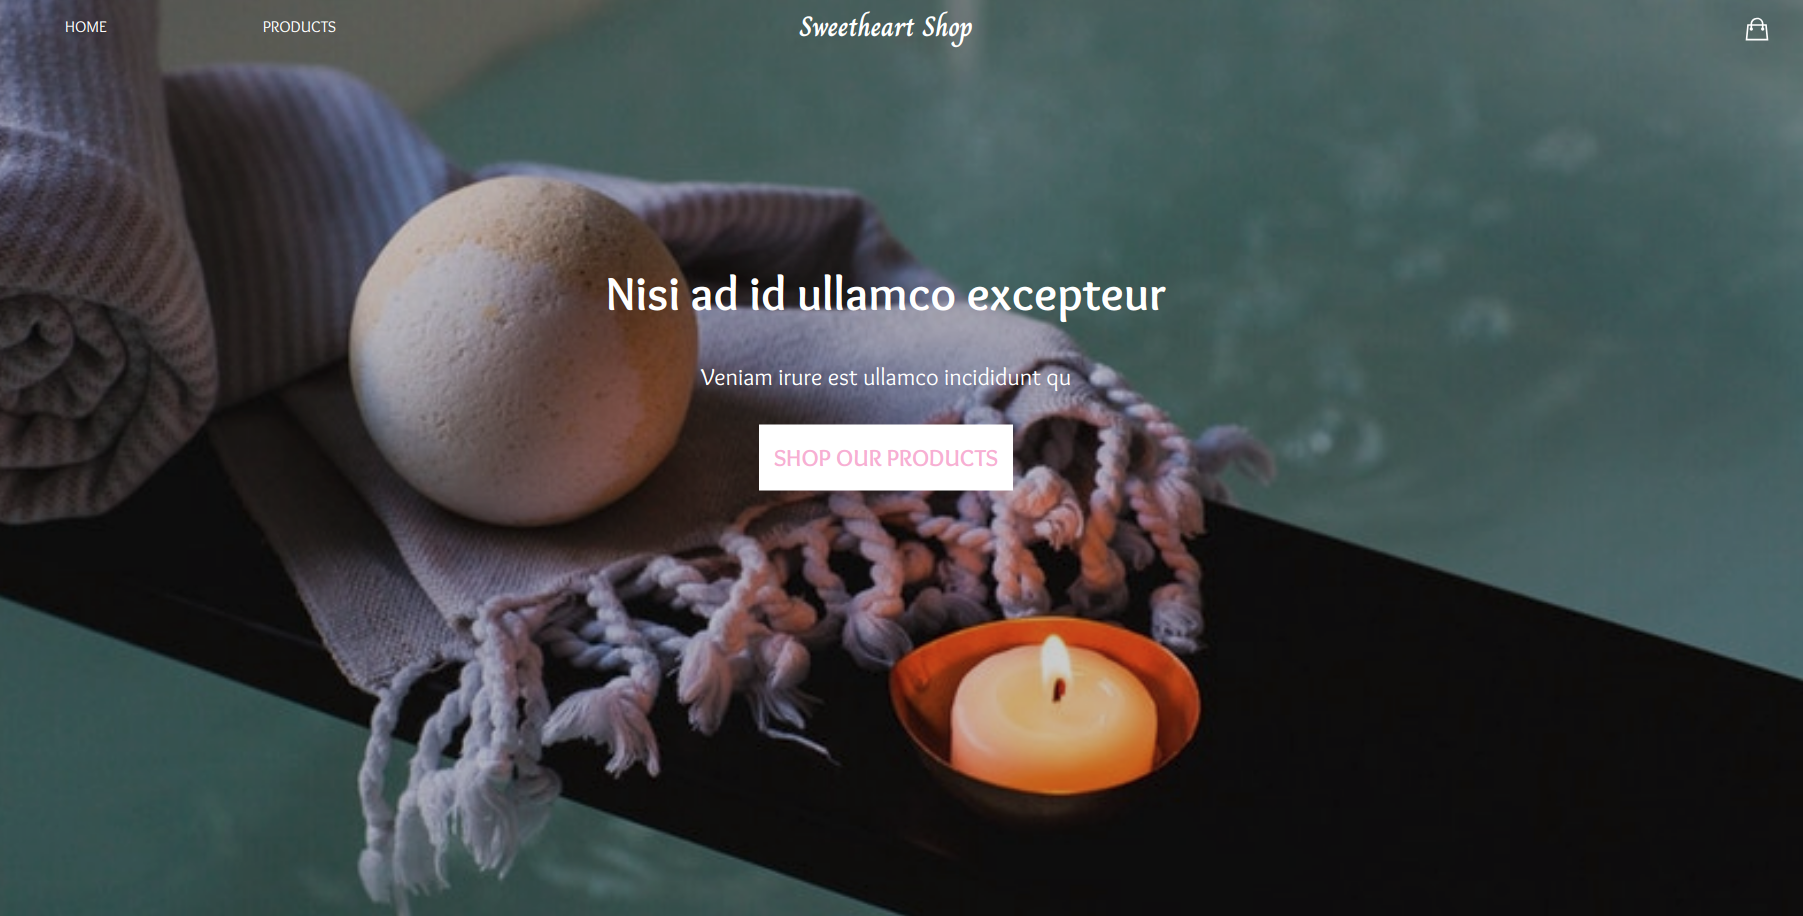 HOME
PRODUCTS
Sweetheart Shop
Nisi ad id ullamco excepteur
Veniam irure est ullamco incididunt qu
SHOP OUR PRODUCTS